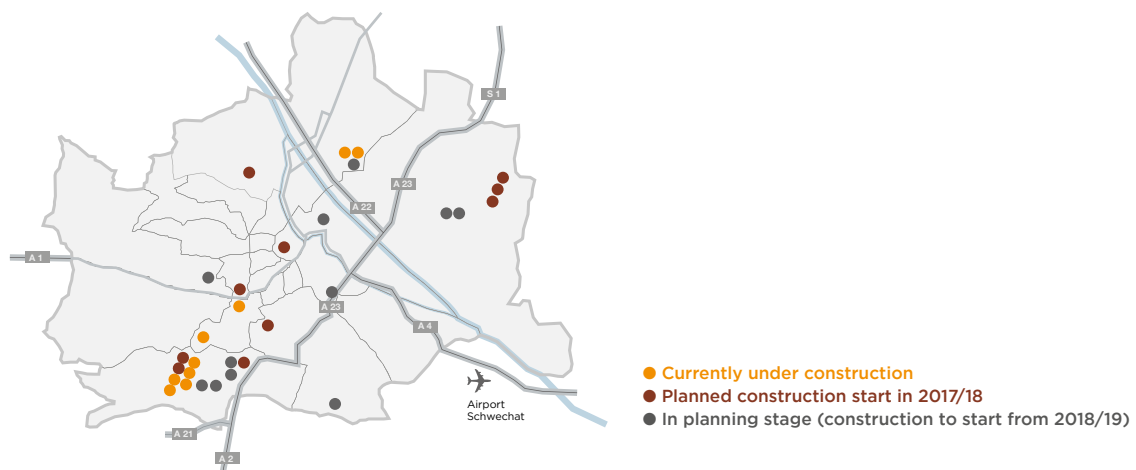 S 1
A 23
A 22
A 1
A 23
A 4
Airport
Schwechat
A 21
A 2
Currently under construction
Planned construction start in 2017/18
In planning stage (construction to start from 2018/19)